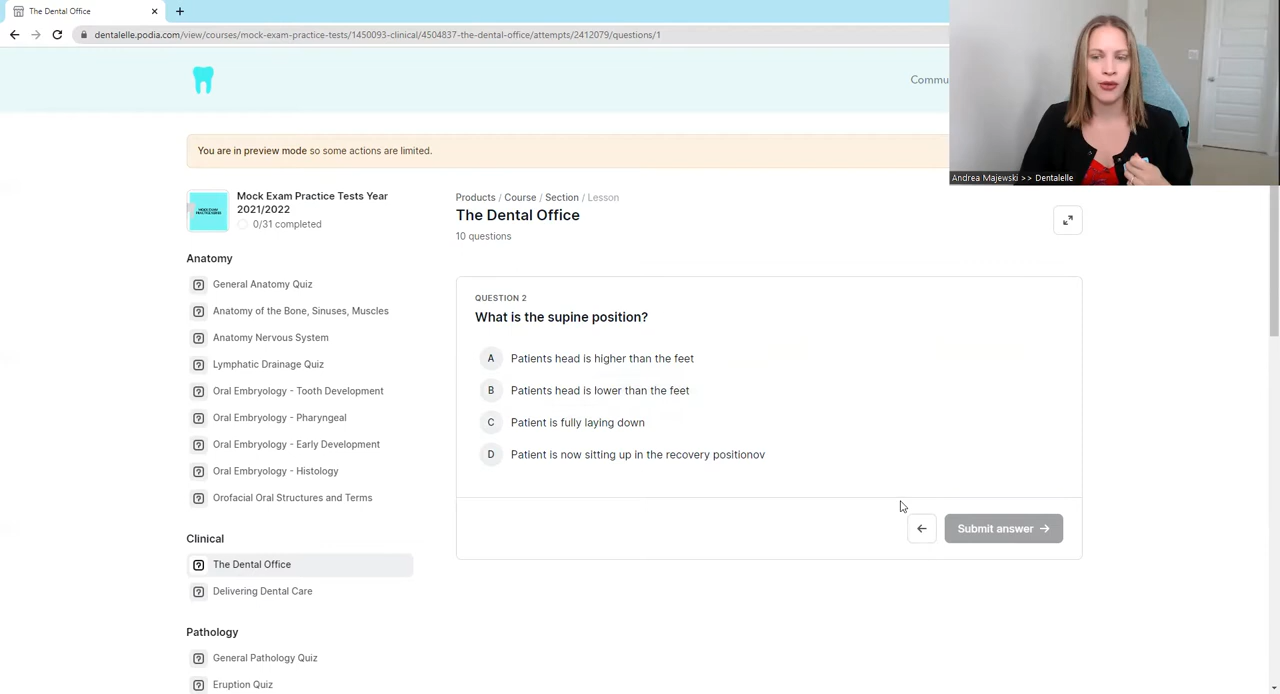 The Dental Office
dentalelle.podia.com/view/courses/mock-exam-practice-tests/1450093-clinical/4504837-the-dental-office/attempts/2412079/questions/1
Commu
Andrea Majewski >> Dentalelle
You are in preview mode so some actions are limited.
MOCK EXAM
Mock Exam Practice Tests Year
2021/2022
0/31 completed
Anatomy
General Anatomy Quiz
Anatomy of the Bone, Sinuses, Muscles
Anatomy Nervous System
Lymphatic Drainage Quiz
Oral Embryology - Tooth Development
Oral Embryology - Pharyngeal
Oral Embryology - Early Development
Oral Embryology - Histology
Orofacial Oral Structures and Terms
Clinical
The Dental Office
Delivering Dental Care
Pathology
General Pathology Quiz
Eruption Quiz
Products / Course / Section / Lesson
The Dental Office
10 questions
QUESTION 2
What is the supine position?
A Patients head is higher than the feet
B Patients head is lower than the feet
C Patient is fully laying down
D Patient is now sitting up in the recovery positionov
Submit answer